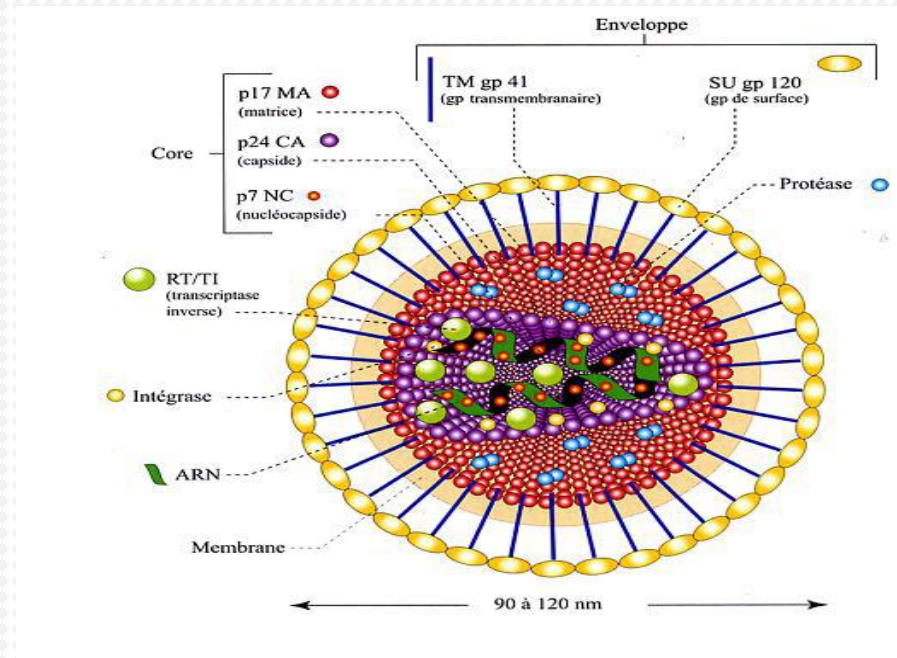 Enveloppe
TM gp 41
(gp transmembranaire)
SU gp 120
(gp de surface)
p17 MA
(matrice)
p24 CA
(capside)
p7 NC
(nucléocapside)
Core
Protéase
RT/TI
(transcriptase
inverse)
Intégrase
ARN
Membrane
90 à 120 nm